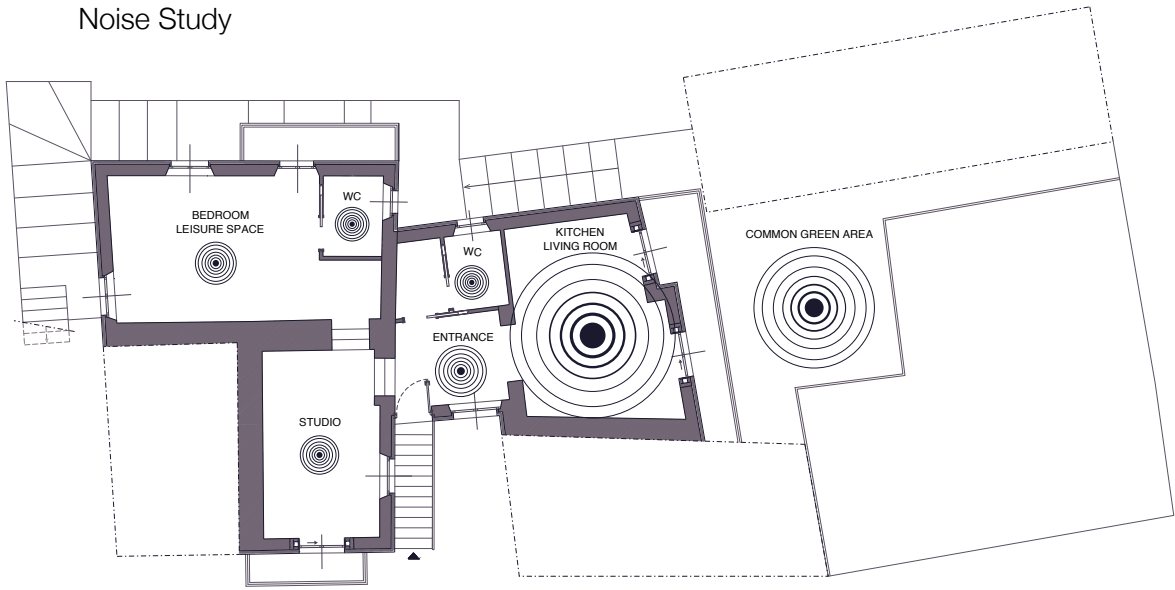 Noise Study
BEDROOM
LEISURE SPACE
WC
WC
KITCHEN
LIVING ROOM
COMMON GREEN AREA
ENTRANCE
STUDIO